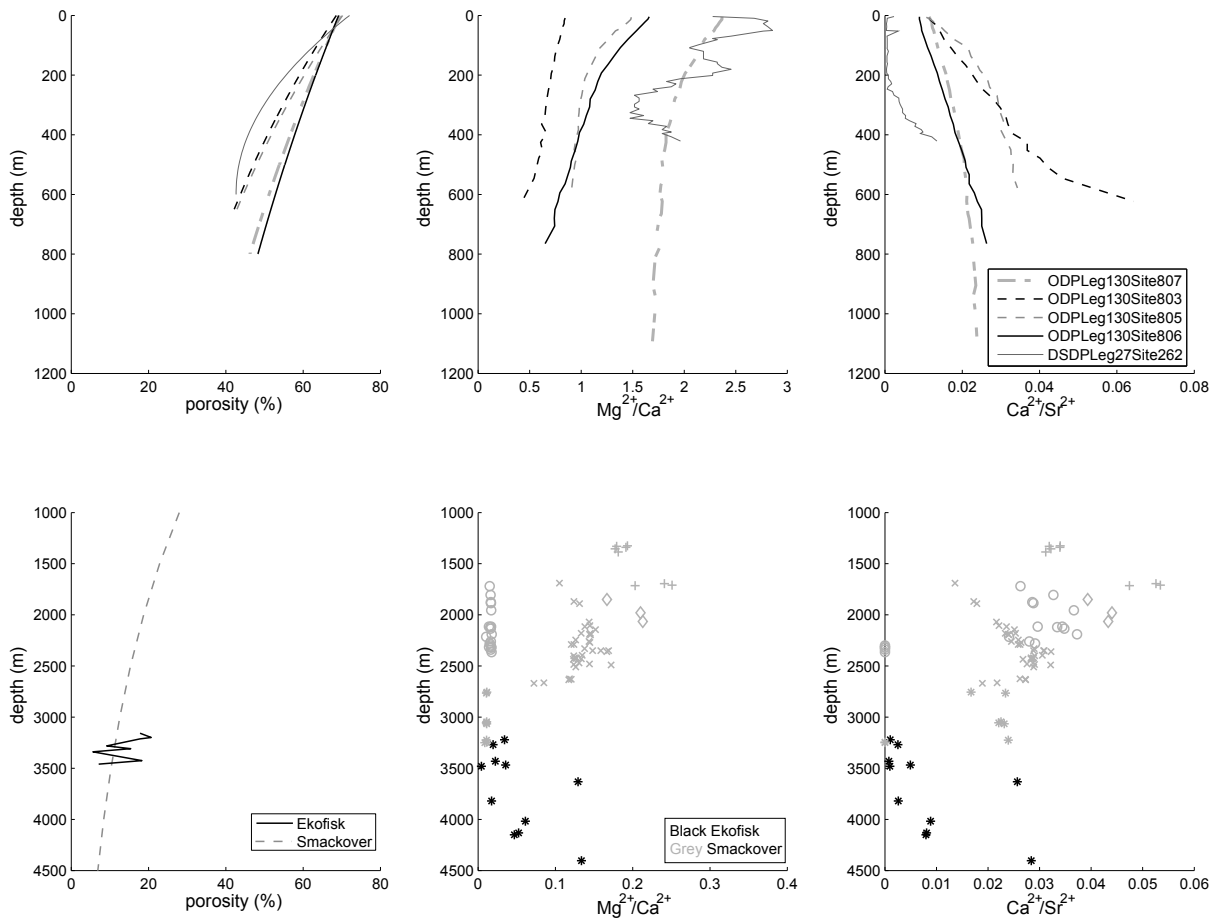 0
200
400
600
800
1000
1200
depth (m)
0 20 40 60 80
porosity (%)
0
200
400
600
800
1000
1200
depth (m)
0 0.5 1 1.5 2 2.5 3
Mg2+/Ca2+
0
200
400
600
800
1000
1200
depth (m)
0 0.02 0.04 0.06 0.08
Ca2+/Sr2+
ODPLeg130Site807
ODPLeg130Site803
ODPLeg130Site805
ODPLeg130Site806
DSDPLeg27Site262
1000
1500
2000
2500
3000
3500
4000
4500
depth (m)
0 20 40 60 80
porosity (%)
Ekofisk
Smackover
1000
1500
2000
2500
3000
3500
4000
4500
depth (m)
0 0.1 0.2 0.3 0.4
Mg2+/Ca2+
Black Ekofisk
Grey Smackover
1000
1500
2000
2500
3000
3500
4000
4500
depth (m)
0 0.01 0.02 0.03 0.04 0.05 0.06
Ca2+/Sr2+